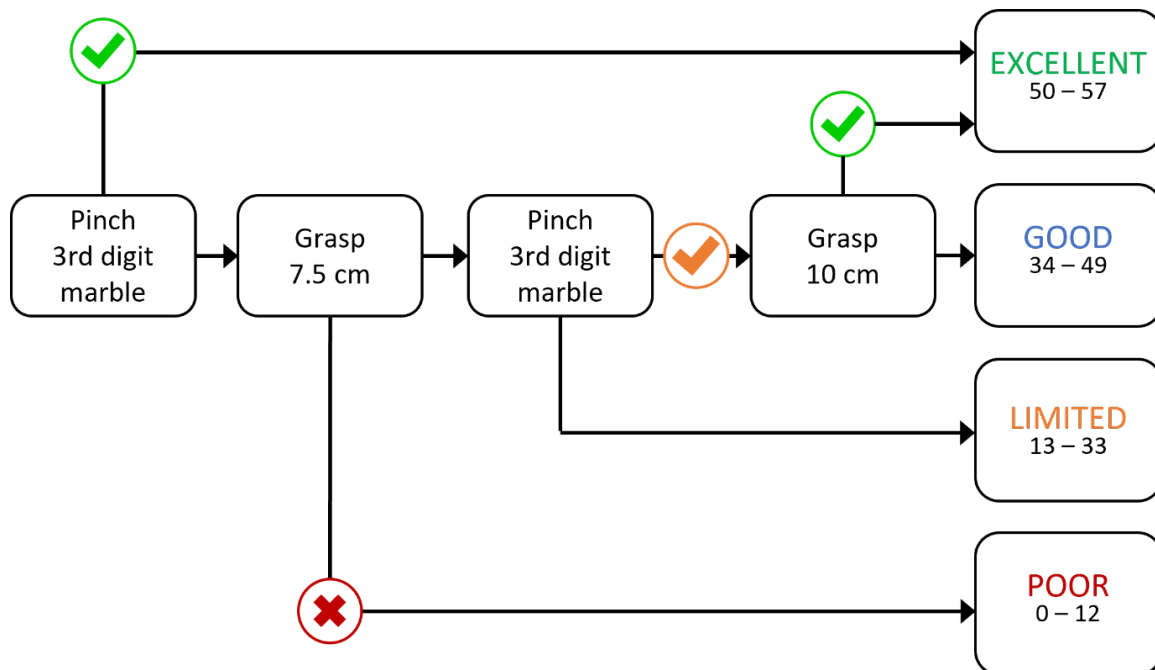 EXCELLENT
50 – 57
Pinch
3rd digit
marble
Grasp
7.5 cm
Pinch
3rd digit
marble
Grasp
10 cm
GOOD
34 – 49
LIMITED
13 – 33
POOR
0 – 12